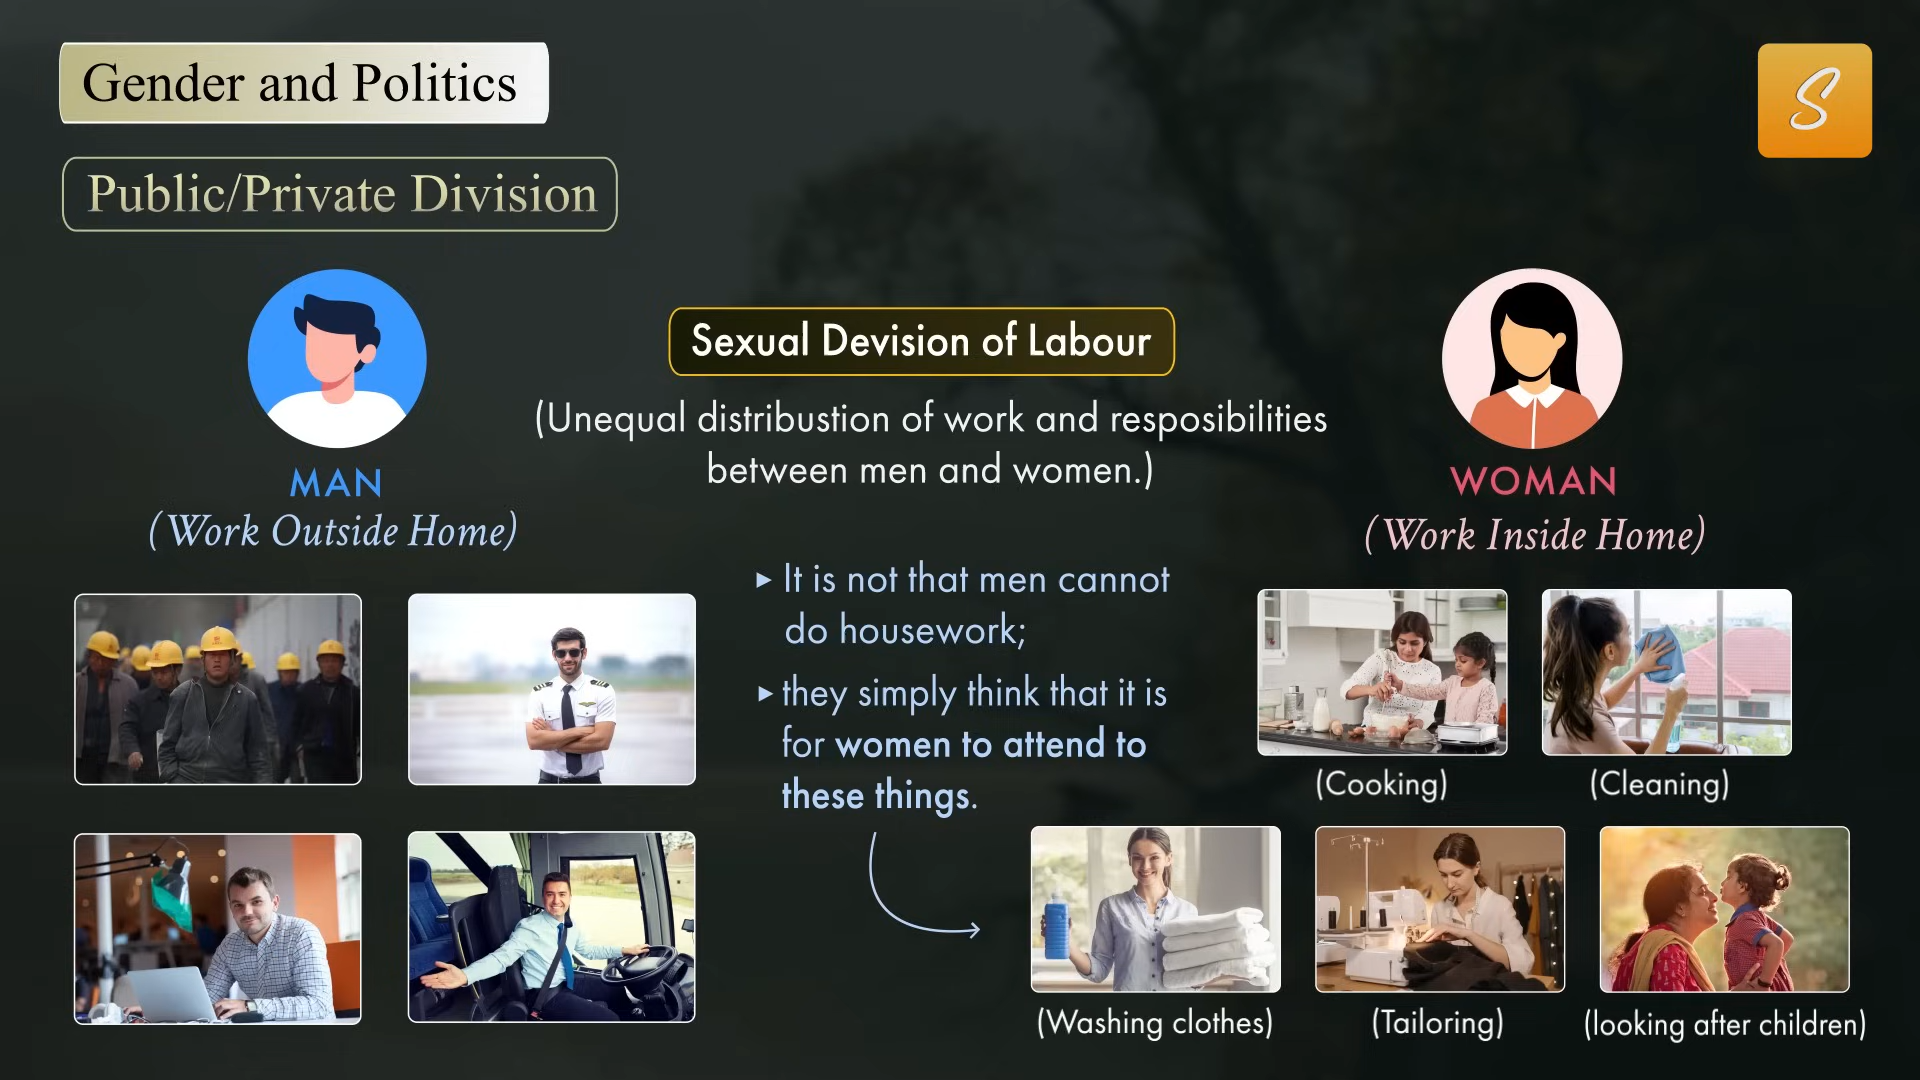 Gender and Politics
S
Public/Private Division
Sexual Devision of Labour
(Unequal distribustion of work and resposibilities
between men and women.)
MAN
(Work Outside Home)
WOMAN
(Work Inside Home)
▸ It is not that men cannot
do housework;
▸ they simply think that it is
for women to attend to
these things.
(Cooking)
(Cleaning)
(Washing clothes)
(Tailoring)
(looking after children)